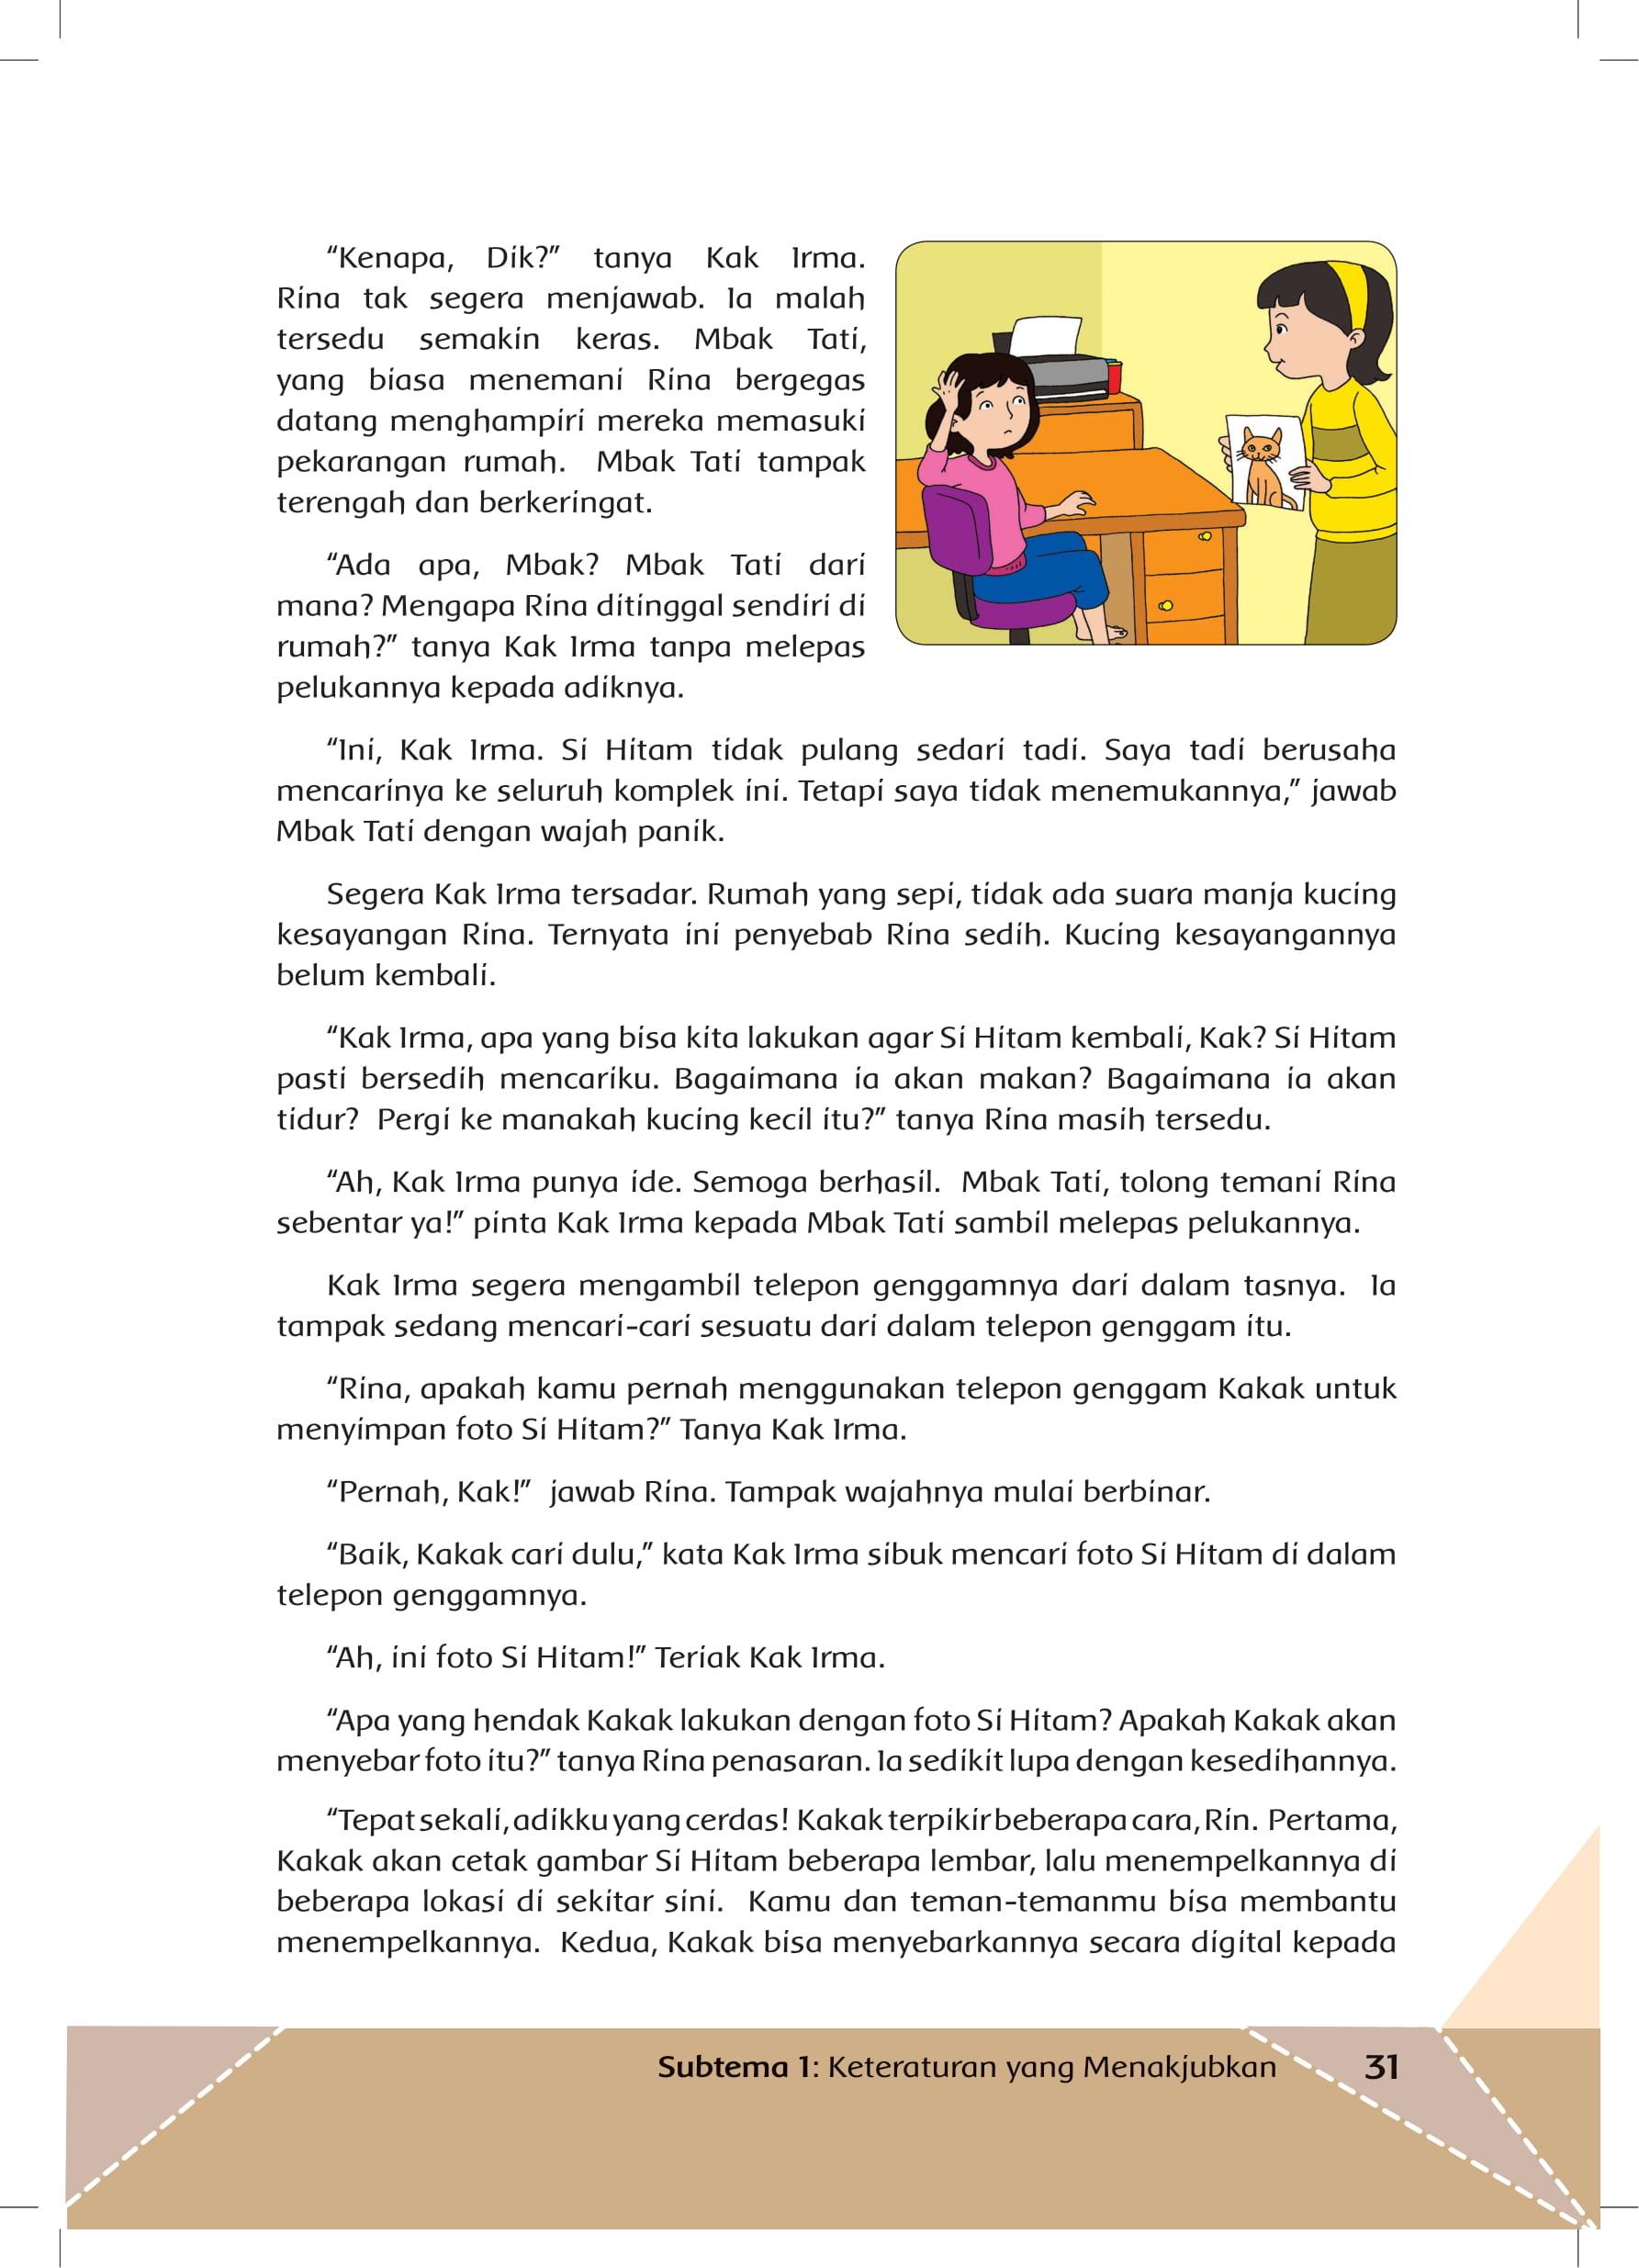 “Kenapa, Dik?” tanya Kak Irma.
Rina tak segera menjawab. Ia malah
tersedu semakin keras. Mbak Tati,
yang biasa menemani Rina bergegas
datang menghampiri mereka memasuki
pekarangan rumah. Mbak Tati tampak
terengah dan berkeringat.
“Ada apa, Mbak? Mbak Tati dari
mana? Mengapa Rina ditinggal sendiri di
rumah?” tanya Kak Irma tanpa melepas
pelukannya kepada adiknya.
“Ini, Kak Irma. Si Hitam tidak pulang sedari tadi. Saya tadi berusaha
mencarinya ke seluruh komplek ini. Tetapi saya tidak menemukannya,” jawab
Mbak Tati dengan wajah panik.
Segera Kak Irma tersadar. Rumah yang sepi, tidak ada suara manja kucing
kesayangan Rina. Ternyata ini penyebab Rina sedih. Kucing kesayangannya
belum kembali.
“Kak Irma, apa yang bisa kita lakukan agar Si Hitam kembali, Kak? Si Hitam
pasti bersedih mencariku. Bagaimana ia akan makan? Bagaimana ia akan
tidur? Pergi ke manakah kucing kecil itu?” tanya Rina masih tersedu.
“Ah, Kak Irma punya ide. Semoga berhasil. Mbak Tati, tolong temani Rina
sebentar ya!” pinta Kak Irma kepada Mbak Tati sambil melepas pelukannya.
Kak Irma segera mengambil telepon genggamnya dari dalam tasnya. Ia
tampak sedang mencari-cari sesuatu dari dalam telepon genggam itu.
“Rina, apakah kamu pernah menggunakan telepon genggam Kakak untuk
menyimpan foto Si Hitam?” Tanya Kak Irma.
“Pernah, Kak!” jawab Rina. Tampak wajahnya mulai berbinar.
“Baik, Kakak cari dulu,” kata Kak Irma sibuk mencari foto Si Hitam di dalam
telepon genggamnya.
“Ah, ini foto Si Hitam!” Teriak Kak Irma.
“Apa yang hendak Kakak lakukan dengan foto Si Hitam? Apakah Kakak akan
menyebar foto itu?” tanya Rina penasaran. Ia sedikit lupa dengan kesedihannya.
“Tepat sekali, adikku yang cerdas! Kakak terpikir beberapa cara, Rin. Pertama,
Kakak akan cetak gambar Si Hitam beberapa lembar, lalu menempelkannya di
beberapa lokasi di sekitar sini. Kamu dan teman-temanmu bisa membantu
menempelkannya. Kedua, Kakak bisa menyebarkannya secara digital kepada
Subtema 1: Keteraturan yang Menakjubkan 31